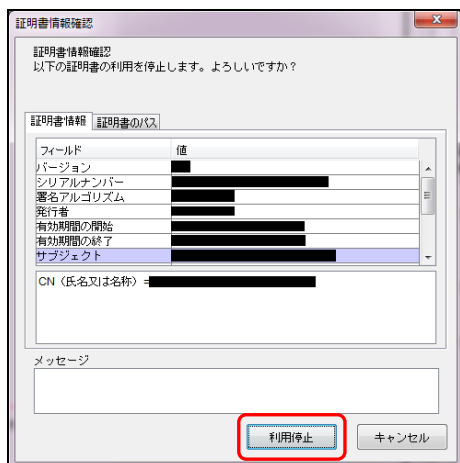 証明書情報確認
証明書情報確認
以下の証明書の利用を停止します。よろしいですか？
証明書情報 証明書のパス
フィールド 値
バージョン
シリアルナンバー
署名アルゴリズム
発行者
有効期間の開始
有効期間の終了
サブジェクト
CN（氏名又は名称）=
メッセージ
利用停止 キャンセル